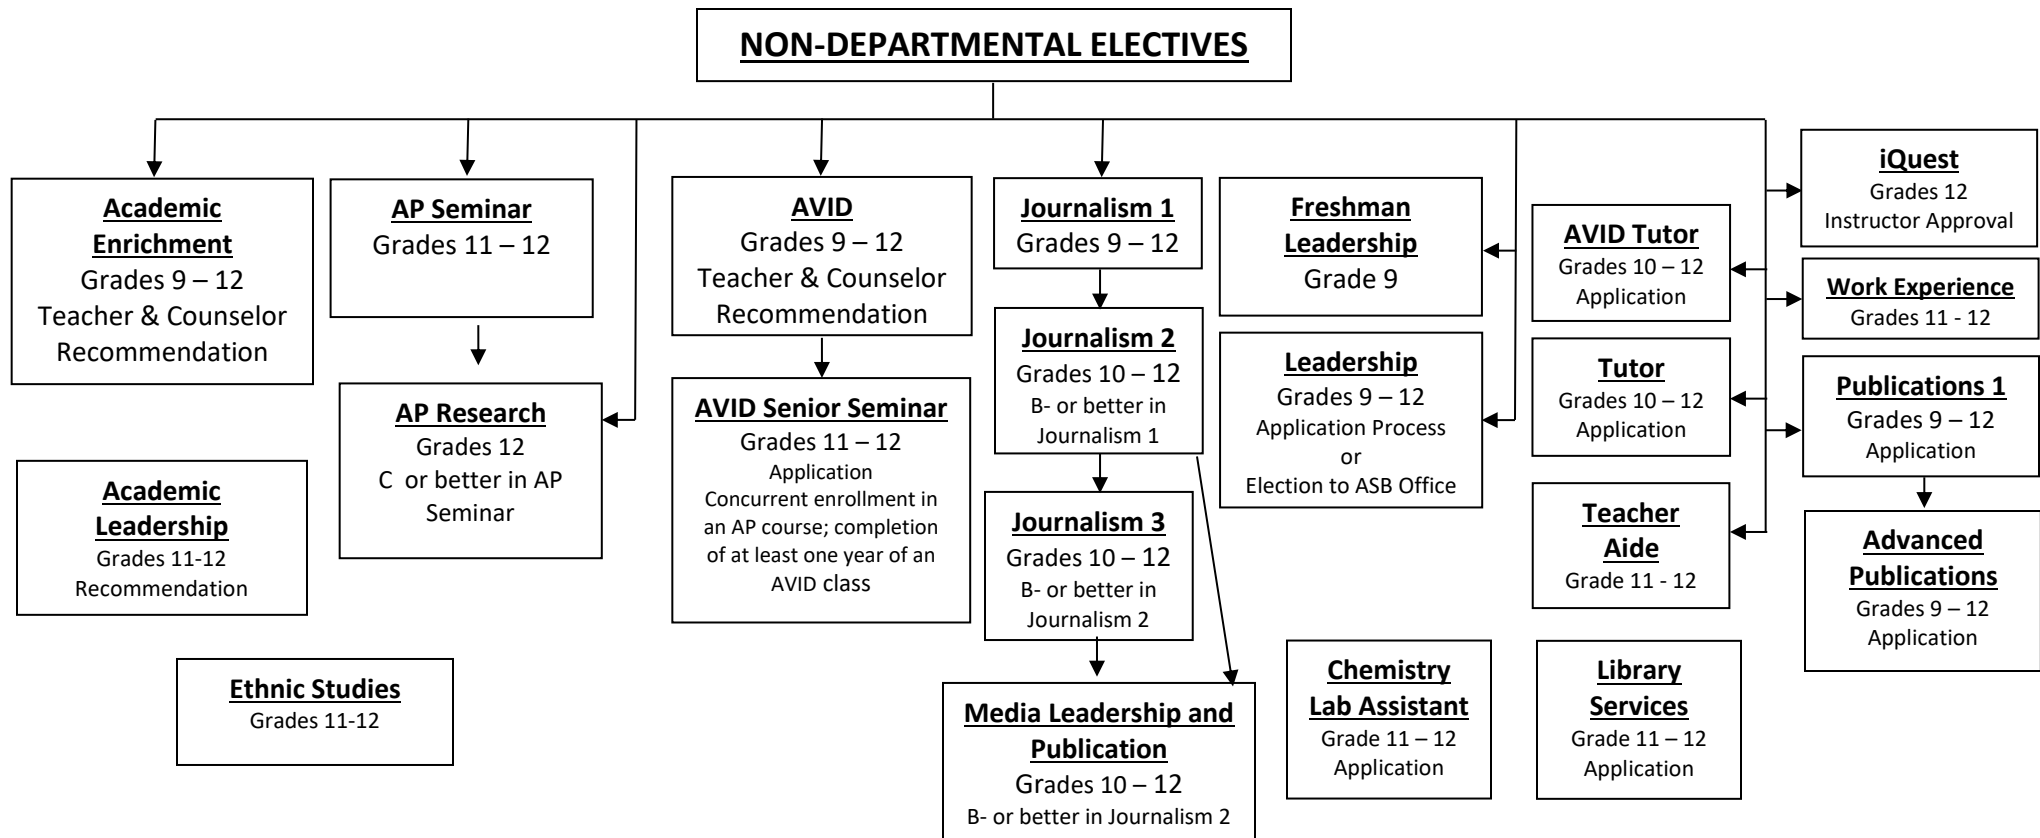 NON-DEPARTMENTAL ELECTIVES
Academic
Enrichment
Grades 9 – 12
Teacher & Counselor
Recommendation
Academic
Leadership
Grades 11-12
Recommendation
Ethnic Studies
Grades 11-12
AP Seminar
Grades 11 – 12
AP Research
Grades 12
C or better in AP
Seminar
AVID
Grades 9 – 12
Teacher & Counselor
Recommendation
AVID Senior Seminar
Grades 11 – 12
Application
Concurrent enrollment in
an AP course; completion
of at least one year of an
AVID class
Journalism 1
Grades 9 – 12
Journalism 2
Grades 10 – 12
B- or better in
Journalism 1
Journalism 3
Grades 10 – 12
B- or better in
Journalism 2
Media Leadership and
Publication
Grades 10 – 12
B- or better in Journalism 2
Freshman
Leadership
Grade 9
Leadership
Grades 9 – 12
Application Process
or
Election to ASB Office
Chemistry
Lab Assistant
Grade 11 – 12
Application
AVID Tutor
Grades 10 – 12
Application
Tutor
Grades 10 – 12
Application
Teacher
Aide
Grade 11 - 12
Library
Services
Grade 11 – 12
Application
iQuest
Grades 12
Instructor Approval
Work Experience
Grades 11 - 12
Publications 1
Grades 9 – 12
Application
Advanced
Publications
Grades 9 – 12
Application